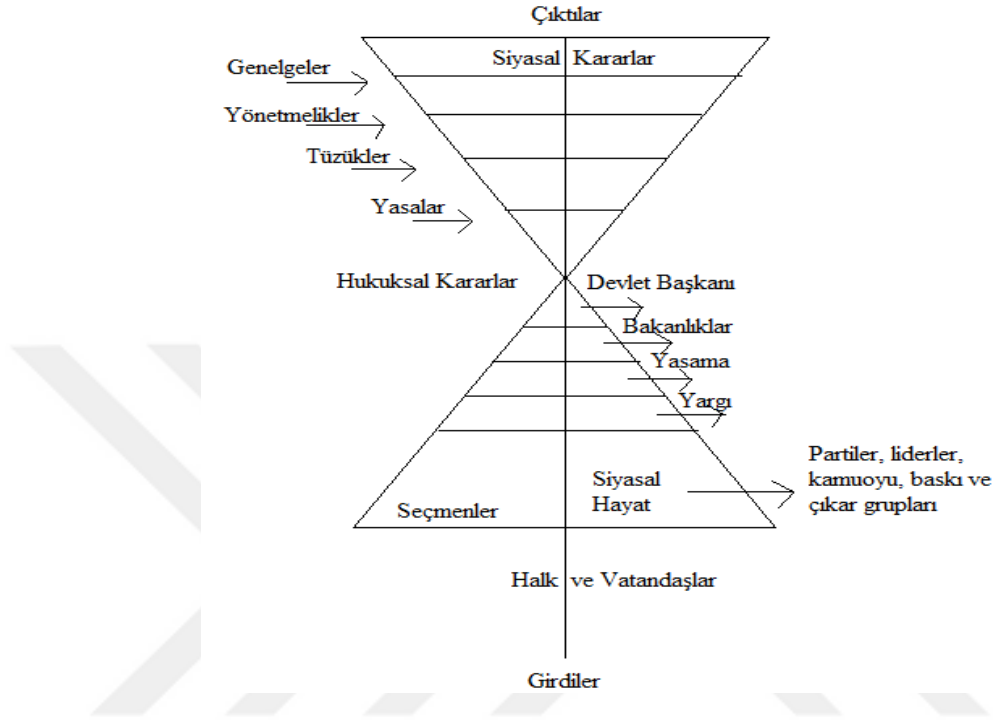 Çıktılar
Siyasal Kararlar
Genelgeler
Yönetmelikler
Tüzükler
Yasalar
Hukuksal Kararlar
Devlet Başkanı
Bakanlıklar
Yasama
Yargı
Partiler, liderler,
kamuoyu, baskı ve
çıkar grupları
Siyasal
Hayat
Seçmenler
Halk ve Vatandaşlar
Girdiler